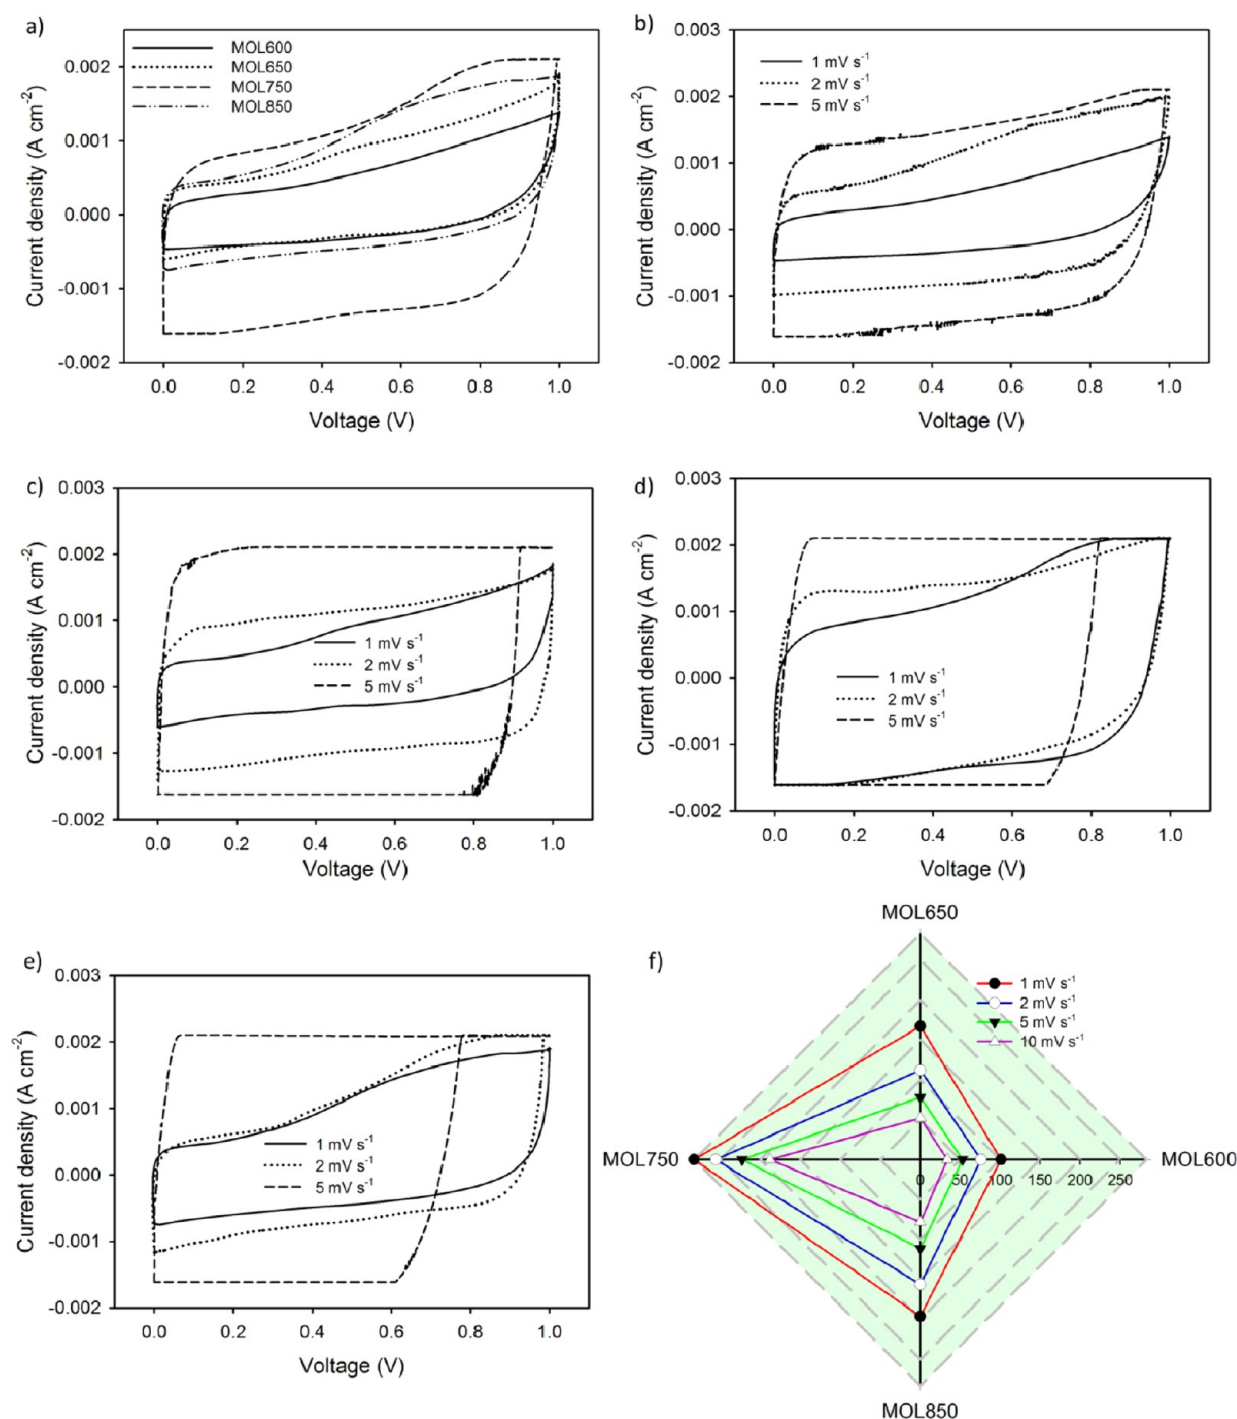 a)
MOL600
MOL650
MOL750
MOL850
0.002
0.001
0.000
-0.001
-0.002
Current density (A cm-2)
0.0 0.2 0.4 0.6 0.8 1.0
Voltage (V)
b)
1 mV s-1
2 mV s-1
5 mV s-1
0.003
0.002
0.001
0.000
-0.001
-0.002
Current density (A cm-2)
0.0 0.2 0.4 0.6 0.8 1.0
Voltage (V)
c)
0.003
0.002
0.001
0.000
-0.001
-0.002
Current density (A cm-2)
1 mV s-1
2 mV s-1
5 mV s-1
0.0 0.2 0.4 0.6 0.8 1.0
Voltage (V)
d)
0.003
0.002
0.001
0.000
-0.001
-0.002
Current density (A cm-2)
1 mV s-1
2 mV s-1
5 mV s-1
0.0 0.2 0.4 0.6 0.8 1.0
Voltage (V)
e)
0.003
0.002
0.001
0.000
-0.001
-0.002
Current density (A cm-2)
1 mV s-1
2 mV s-1
5 mV s-1
0.0 0.2 0.4 0.6 0.8 1.0
Voltage (V)
f)
MOL650
1 mV s-1
2 mV s-1
5 mV s-1
10 mV s-1
MOL750
MOL600
0 50 100 150 200 250
MOL850